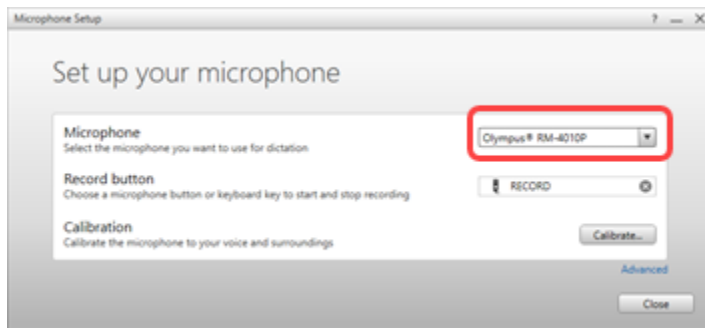 Microphone Setup
?
Set up your microphone
Microphone
Select the microphone you want to use for dictation
Olympus® RM-4010P
Record button
Choose a microphone button or keyboard key to start and stop recording
RECORD
Calibration
Calibrate the microphone to your voice and surroundings
Calibrate...
Advanced
Close